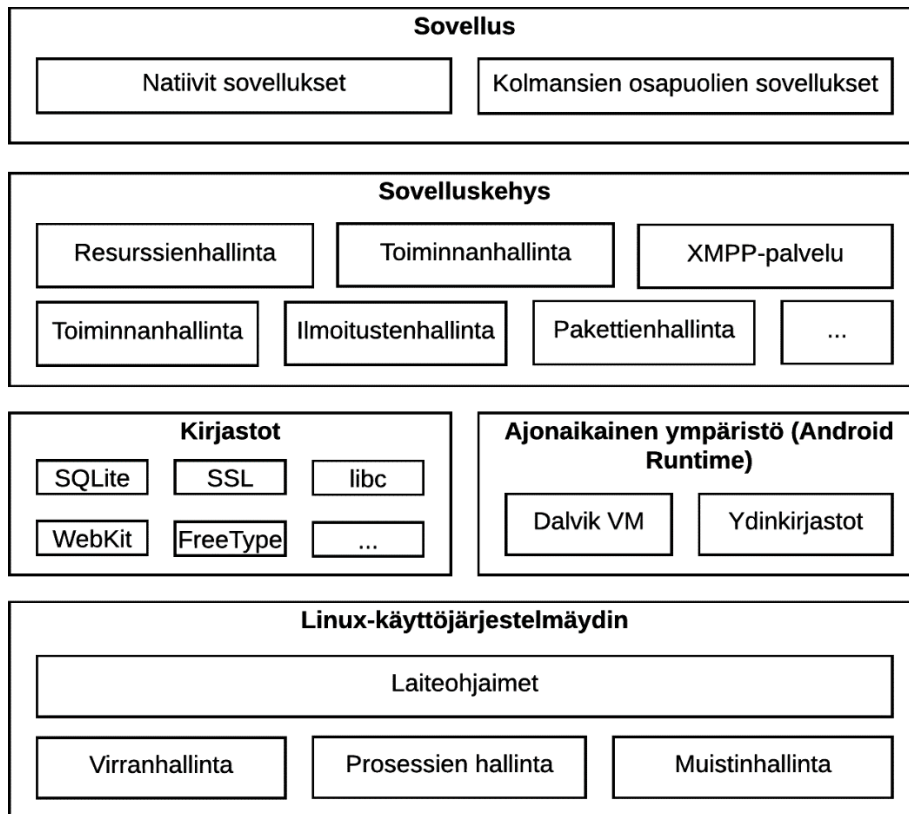 Sovellus
Natiivit sovellukset
Kolmansien osapuolien sovellukset
Sovelluskehys
Resurssienhallinta
Toiminnanhallinta
XMPP-palvelu
Toiminnanhallinta
Ilmoitustenhallinta
Pakettienhallinta
...
Kirjastot
SQLite
SSL
libc
WebKit
FreeType
...
Ajonaikainen ympäristö (Android
Runtime)
Dalvik VM
Ydinkirjastot
Linux-käyttöjärjestelmäydin
Laiteohjaimet
Virranhallinta
Prosessien hallinta
Muistinhallinta